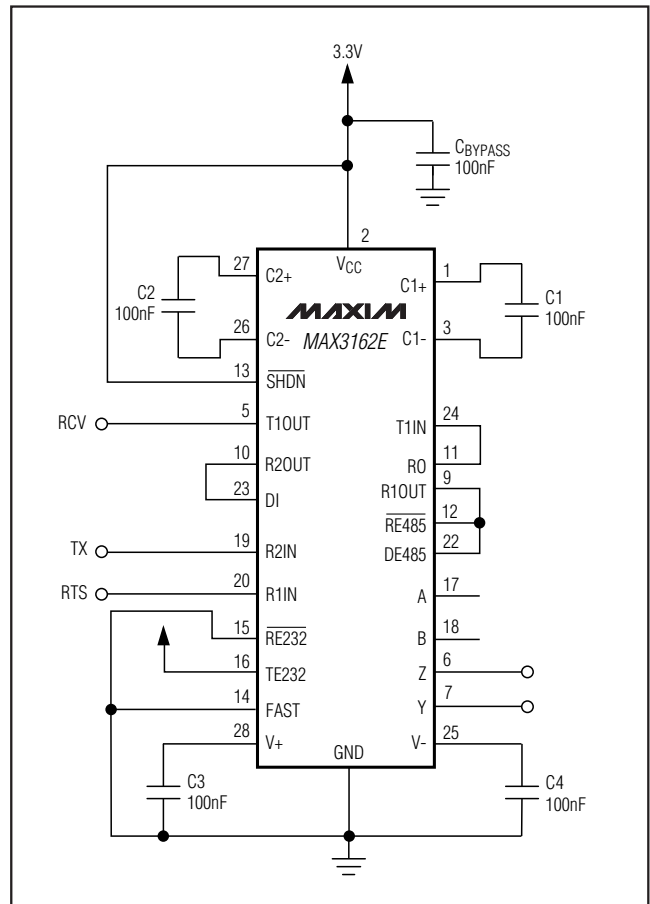 3.3V
CBYPASS
100nF
2
VCC
27
C2+
C2
100nF
26
C2-
1
C1+
C1
100nF
3
C1-
MAXIM
MAX3162E
13
SHDN
RCV
5
T1OUT
24
T1IN
10
R2OUT
11
RO
23
DI
9
R1OUT
12
RE485
22
DE485
TX
19
R2IN
RTS
20
R1IN
17
A
15
RE232
18
B
16
TE232
6
Z
14
FAST
7
Y
28
V+
25
V-
GND
C3
100nF
C4
100nF